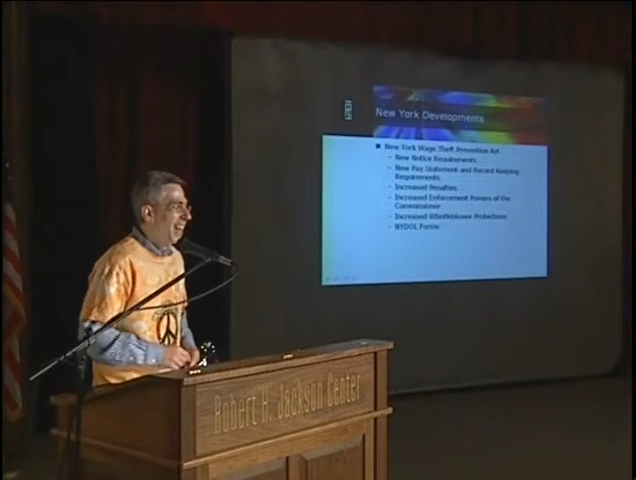 New York Developments
New York Wage Theft Prevention Act
- New Notice Requirements.
- New Pay Statement and Record Keeping
Requirements.
- Increased Penalties.
- Increased Enforcement Powers of the
Commissioner
- Increased Whistleblower Protections
- NYDOL Forms.
Robert H. Jackson Center